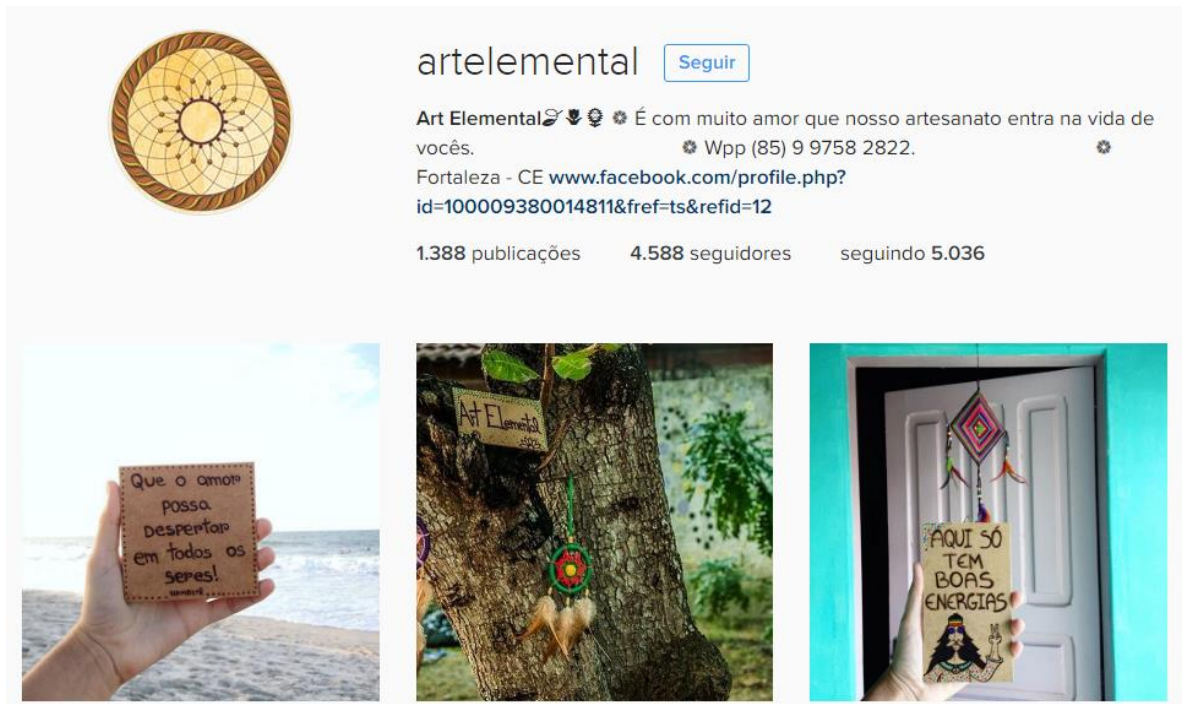 artelemental Seguir
Art Elemental É com muito amor que nosso artesanato entra na vida de
vocês. Wpp (85) 9 9758 2822.
Fortaleza - CE www.facebook.com/profile.php?
id=100009380014811&fref=ts&refid=12
1.388 publicações 4.588 seguidores seguindo 5.036
Que o amor
possa
Despertar
em todos os
seres!
Art Elemental
AQUI SÓ
TEM
BOAS
ENERGIAS